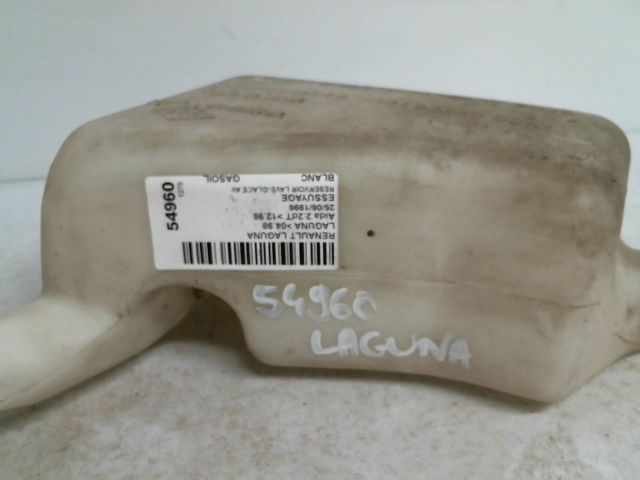 RENAULT LAGUNA
LAGUNA >04.98
Aida 2.2dT >12.96
25/06/1996
ESSUYAGE
RESERVOIR LAVE-GLACE AV
BLANC GASOIL
54960
54960
LAGUNA